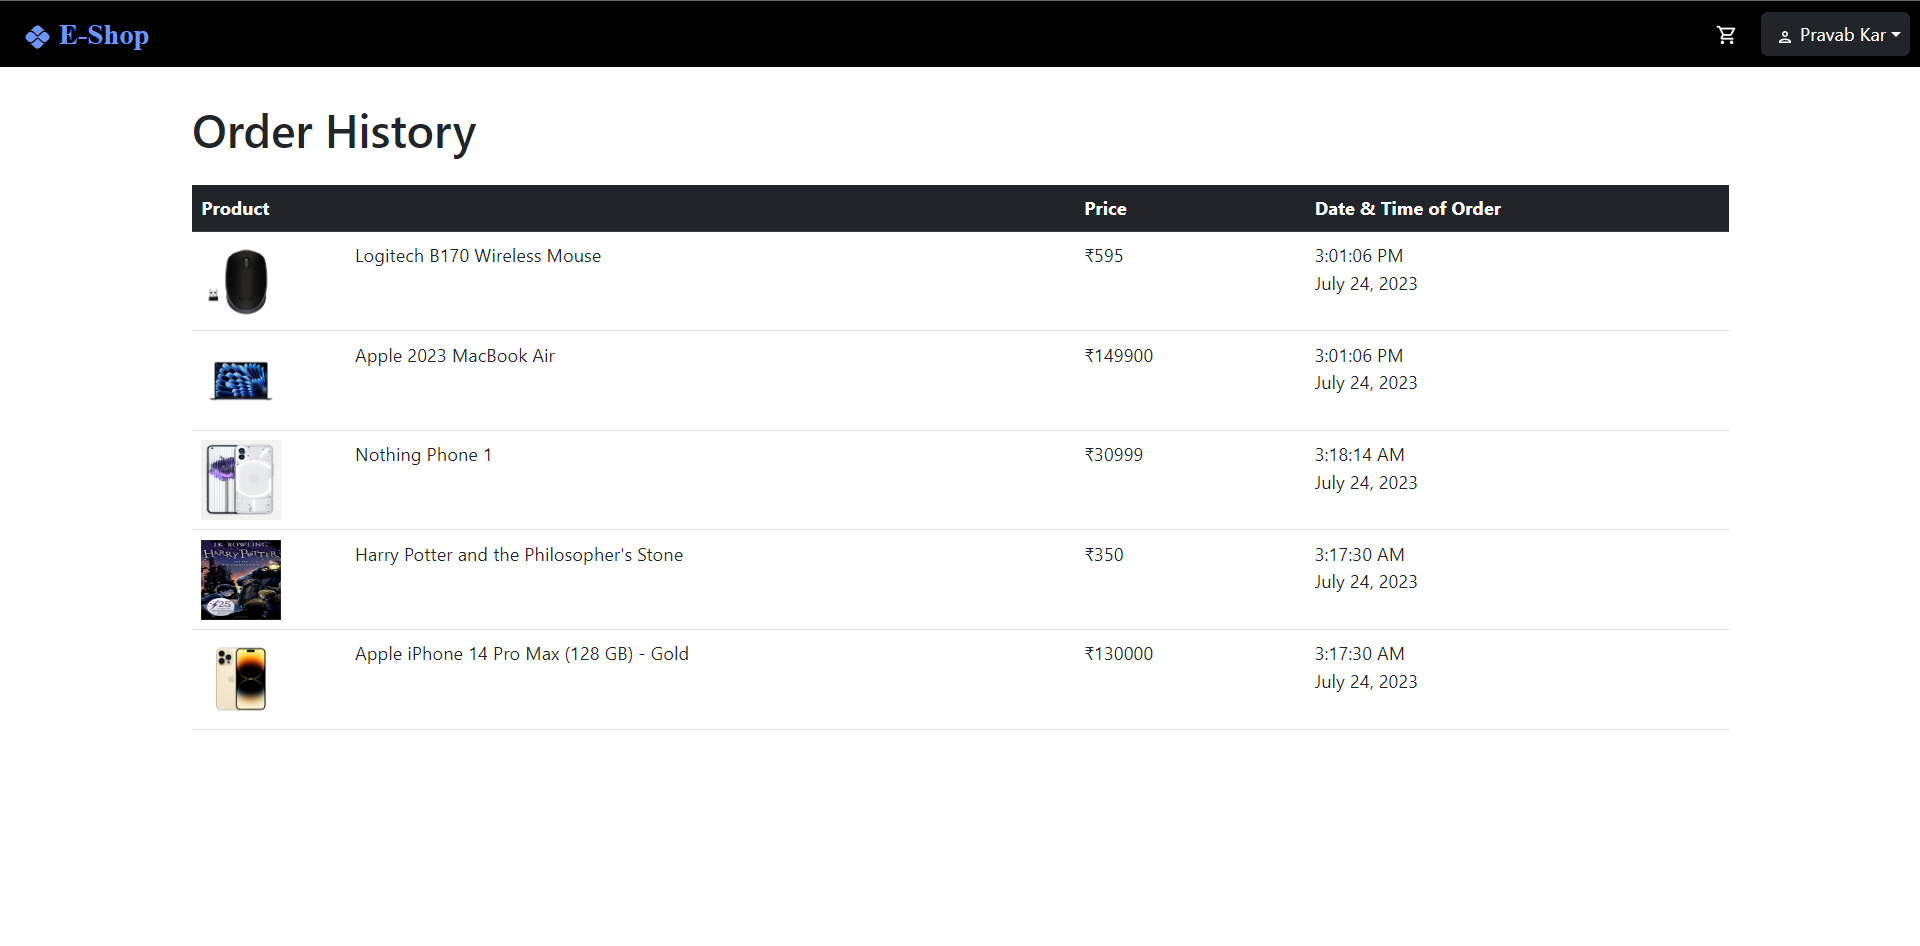 E-Shop
Pravab Kar
Order History
Product Price Date & Time of Order
Logitech B170 Wireless Mouse ₹595 3:01:06 PM
July 24, 2023
Apple 2023 MacBook Air ₹149900 3:01:06 PM
July 24, 2023
Nothing Phone 1 ₹30999 3:18:14 AM
July 24, 2023
J.K. ROWLING
HARRY POTTER
25
Harry Potter and the Philosopher's Stone ₹350 3:17:30 AM
July 24, 2023
Apple iPhone 14 Pro Max (128 GB) - Gold ₹130000 3:17:30 AM
July 24, 2023